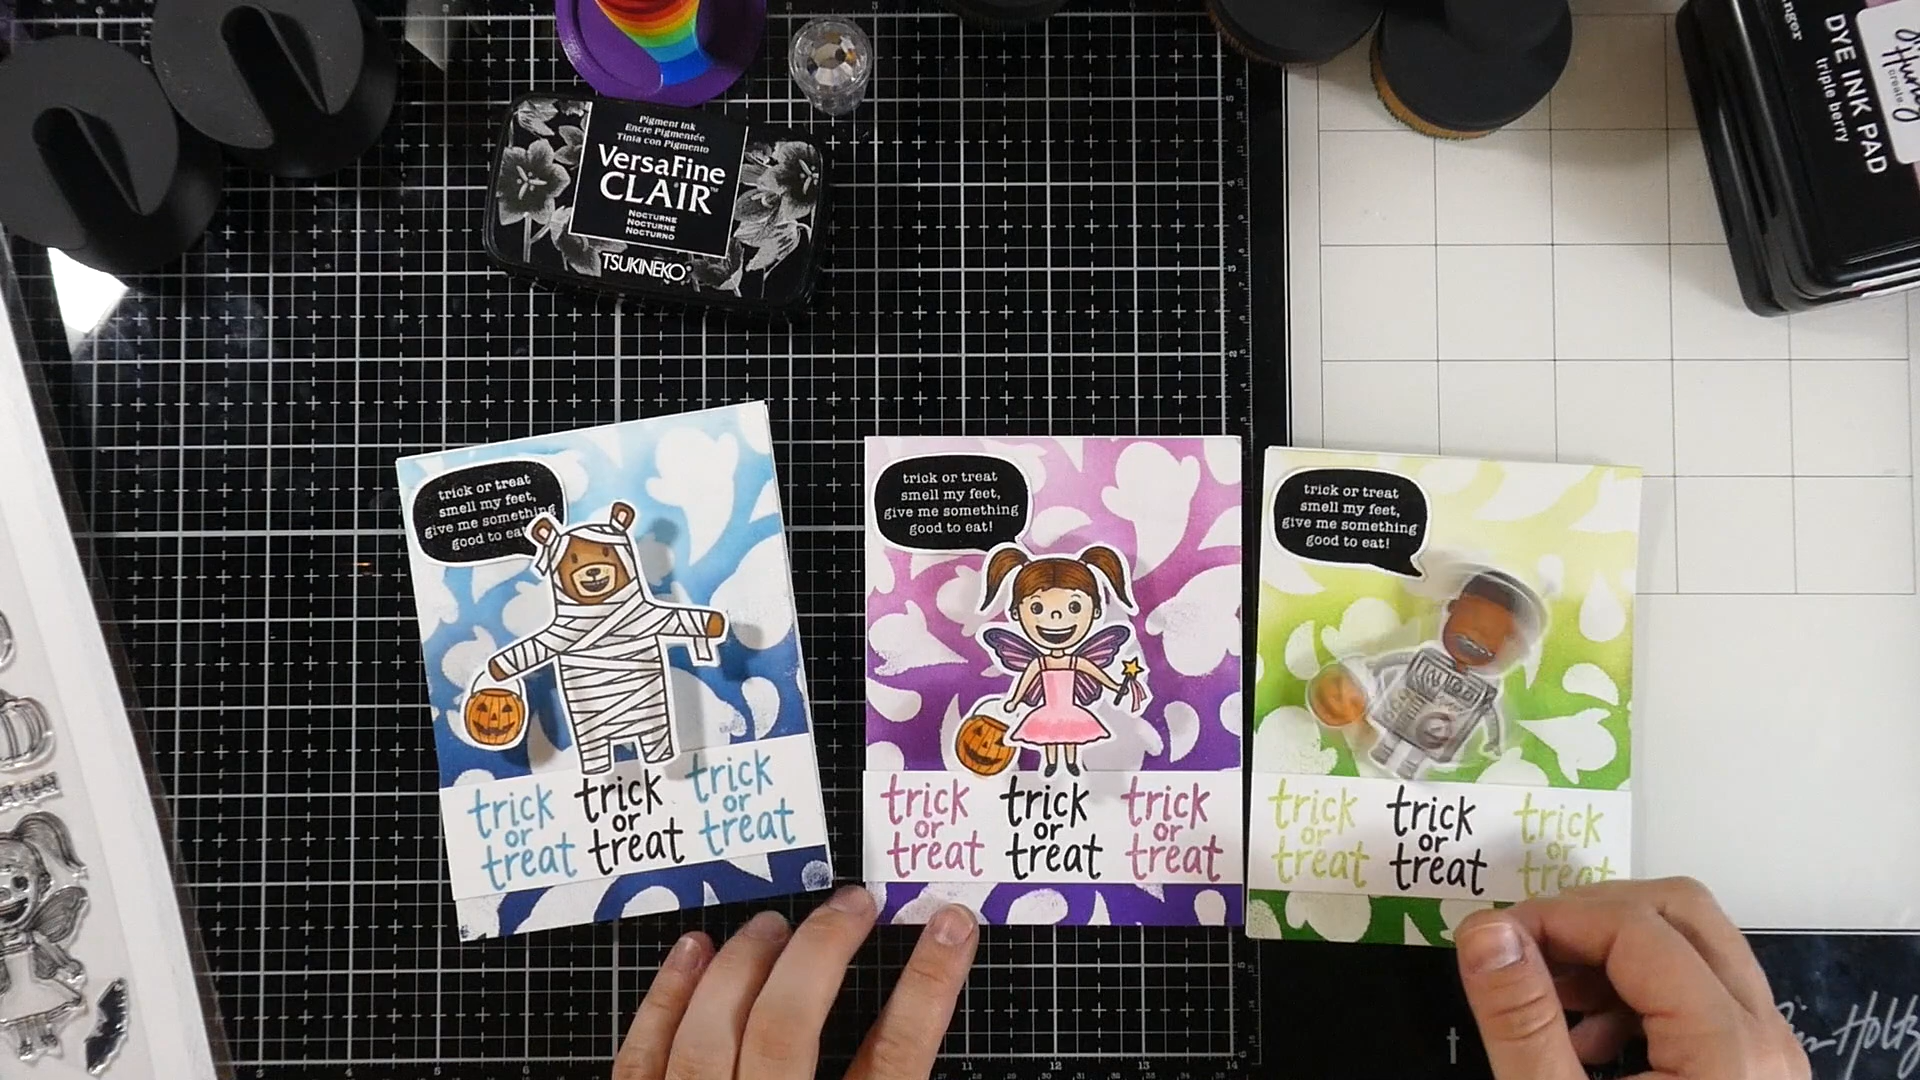 Pigment Ink
Encre Pigmentée
Tinta con Pigmento
VersaFine
CLAIR
NOCTURNE
NOCTURNE
NOCTURNO
TSUKINEKO
DYE INK PAD
triple berry
create.
trick or treat
smell my feet,
give me something
good to eat
trick or treat
smell my feet,
give me something
good to eat!
trick or treat
smell my feet,
give me something
good to eat!
trick
or
treat
trick
or
treat
trick
or
treat
trick
or
treat
trick
or
treat
trick
or
treat
trick
or
treat
trick
or
treat
trick
or
treat
Tim Holtz